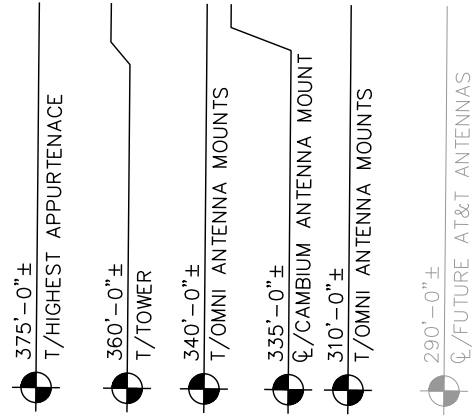 375'-0"±
T/HIGHEST APPURTENACE
360'-0"±
T/TOWER
340'-0"±
T/OMNI ANTENNA MOUNTS
335'-0"±
℄/CAMBIUM ANTENNA MOUNT
310'-0"±
T/OMNI ANTENNA MOUNTS
290'-0"±
℄/FUTURE AT&T ANTENNAS